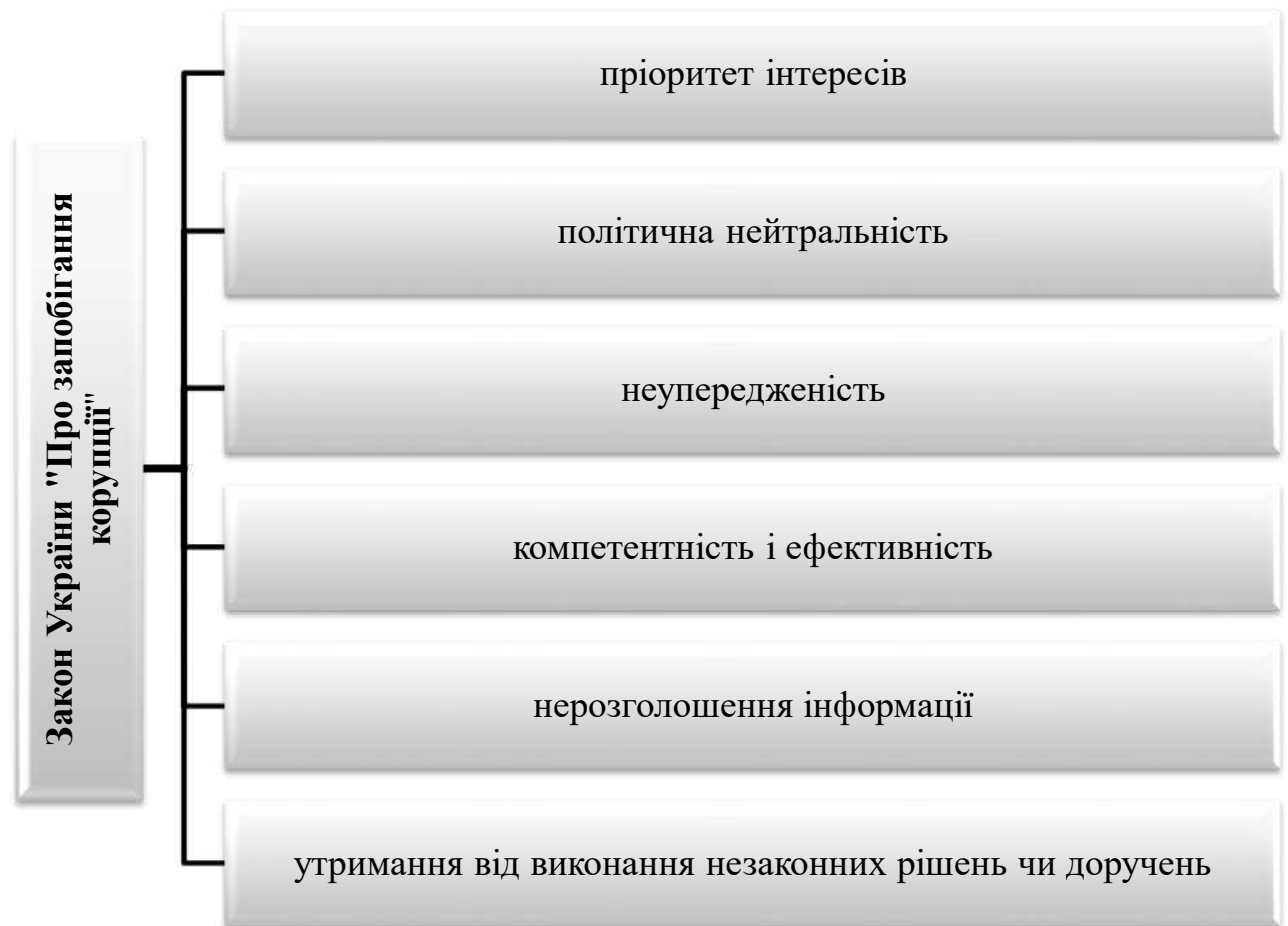 Закон України "Про запобігання
корупції"
пріоритет інтересів
політична нейтральність
неупередженість
компетентність і ефективність
нерозголошення інформації
утримання від виконання незаконних рішень чи доручень